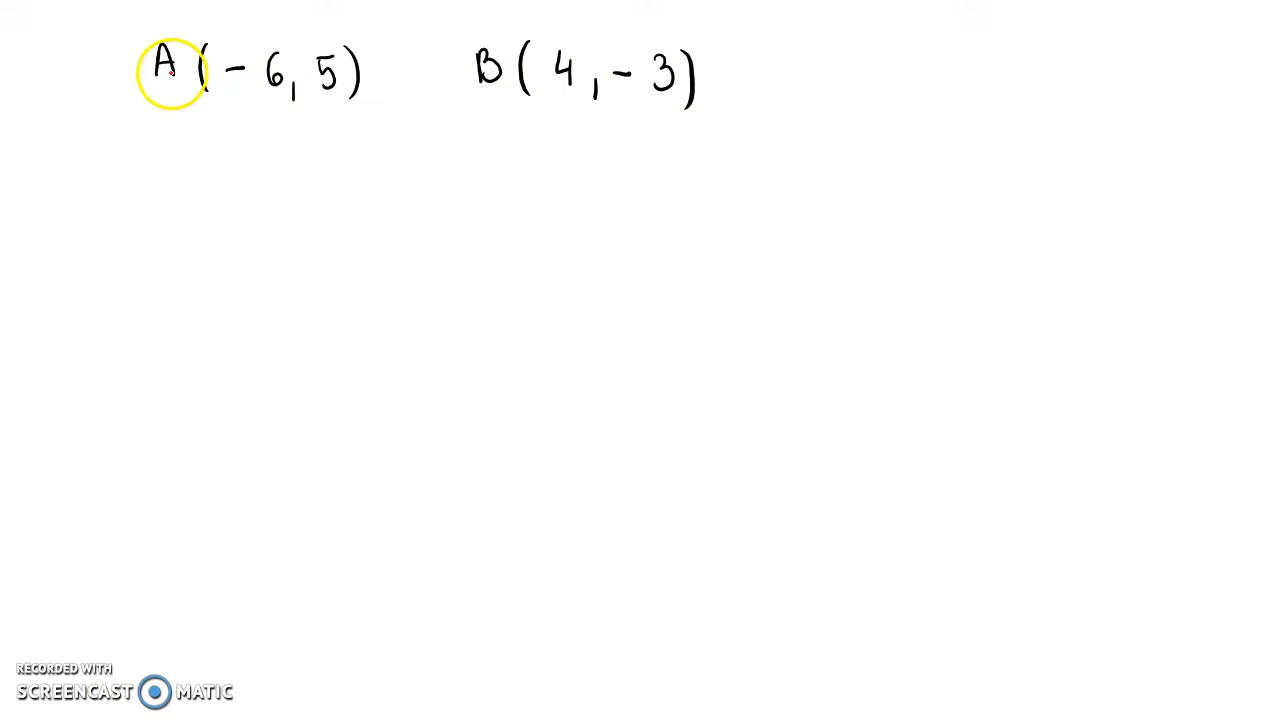 A (-6, 5) B (4, -3)
RECORDED WITH
SCREENCAST MATIC